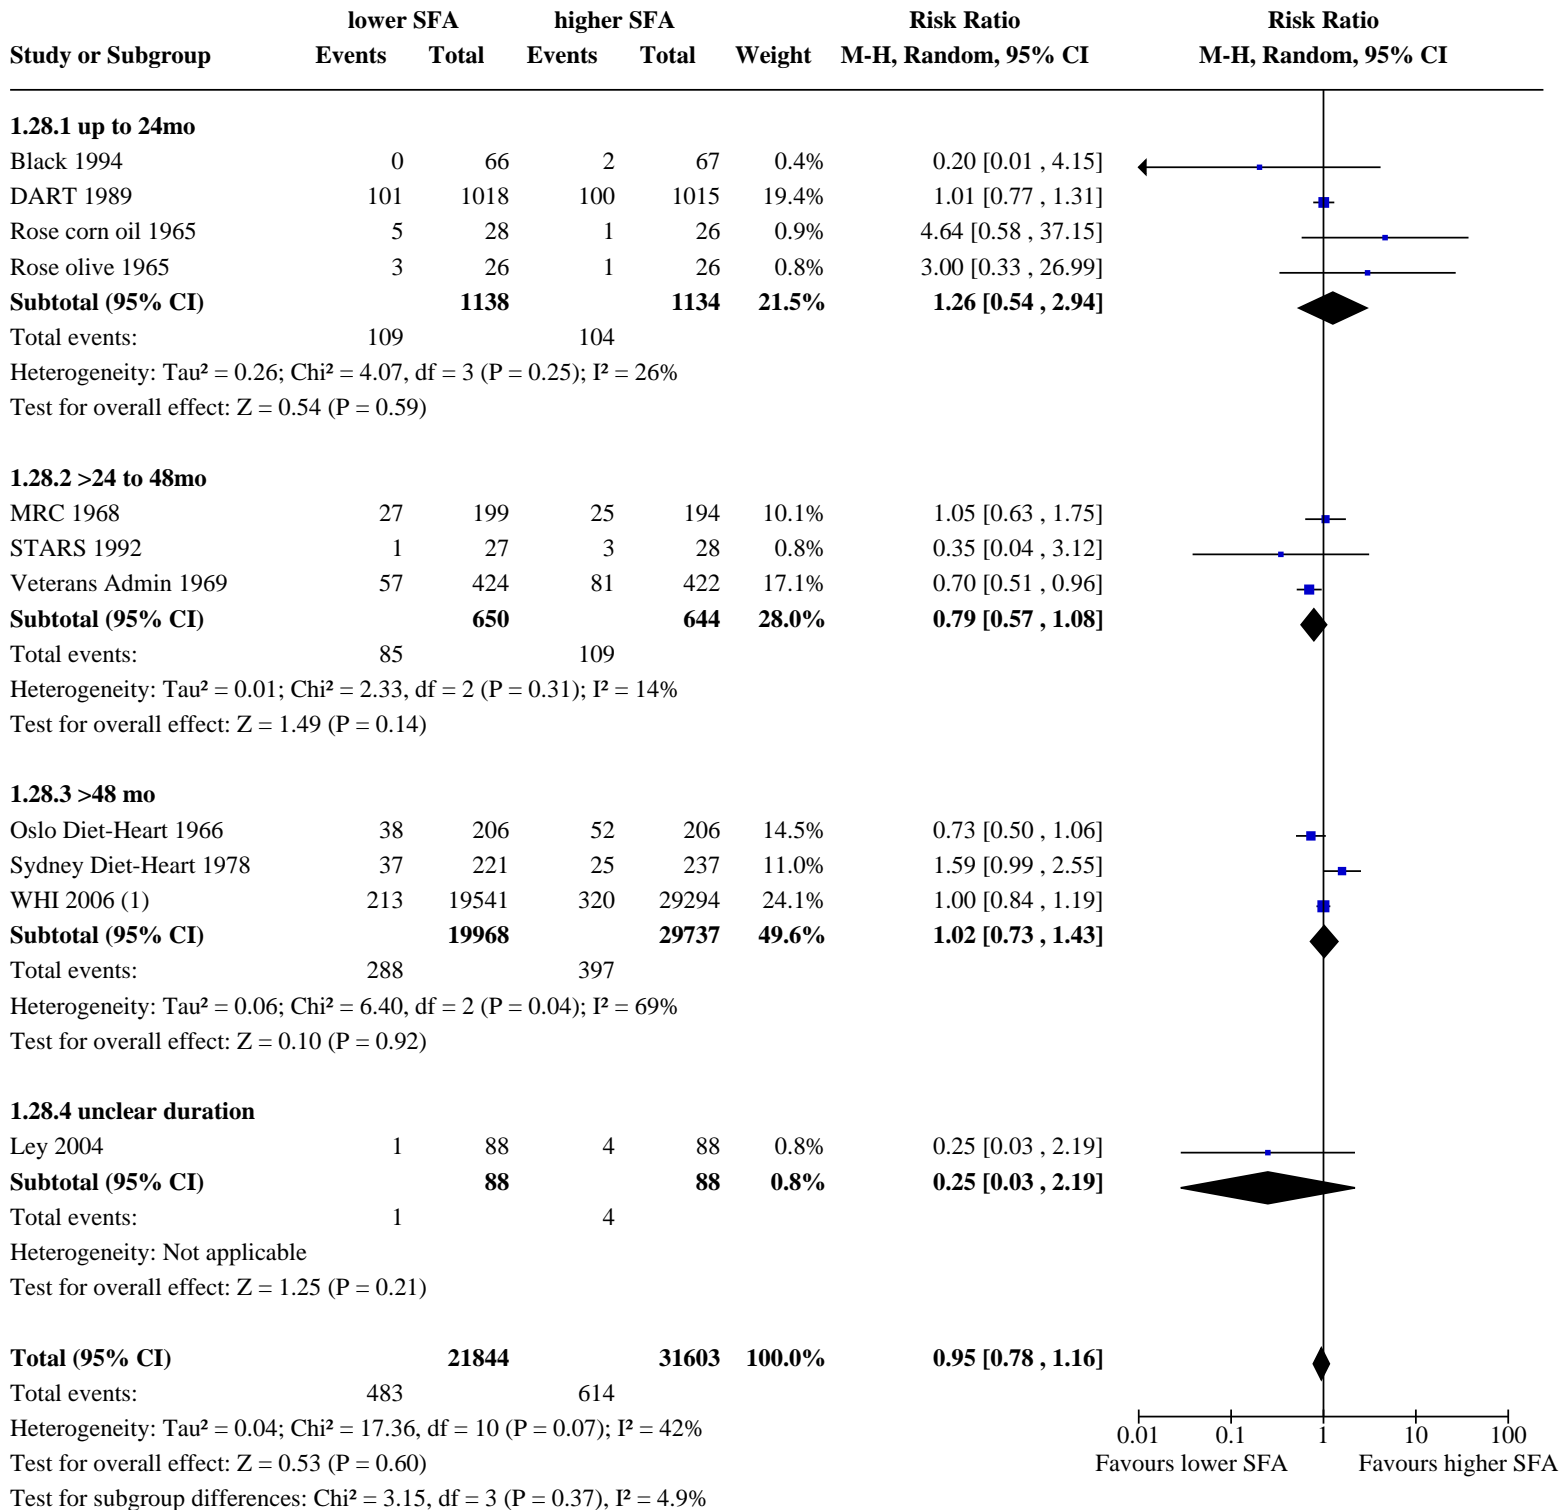 lower SFA higher SFA Risk Ratio Risk Ratio
Study or Subgroup Events Total Events Total Weight M-H, Random, 95% CI M-H, Random, 95% CI
1.28.1 up to 24mo
Black 1994 0 66 2 67 0.4% 0.20 [0.01 , 4.15]
DART 1989 101 1018 100 1015 19.4% 1.01 [0.77 , 1.31]
Rose corn oil 1965 5 28 1 26 0.9% 4.64 [0.58 , 37.15]
Rose olive 1965 3 26 1 26 0.8% 3.00 [0.33 , 26.99]
Subtotal (95% CI) 1138 1134 21.5% 1.26 [0.54 , 2.94]
Total events: 109 104
Heterogeneity: Tau² = 0.26; Chi² = 4.07, df = 3 (P = 0.25); I² = 26%
Test for overall effect: Z = 0.54 (P = 0.59)
1.28.2 >24 to 48mo
MRC 1968 27 199 25 194 10.1% 1.05 [0.63 , 1.75]
STARS 1992 1 27 3 28 0.8% 0.35 [0.04 , 3.12]
Veterans Admin 1969 57 424 81 422 17.1% 0.70 [0.51 , 0.96]
Subtotal (95% CI) 650 644 28.0% 0.79 [0.57 , 1.08]
Total events: 85 109
Heterogeneity: Tau² = 0.01; Chi² = 2.33, df = 2 (P = 0.31); I² = 14%
Test for overall effect: Z = 1.49 (P = 0.14)
1.28.3 >48 mo
Oslo Diet-Heart 1966 38 206 52 206 14.5% 0.73 [0.50 , 1.06]
Sydney Diet-Heart 1978 37 221 25 237 11.0% 1.59 [0.99 , 2.55]
WHI 2006 (1) 213 19541 320 29294 24.1% 1.00 [0.84 , 1.19]
Subtotal (95% CI) 19968 29737 49.6% 1.02 [0.73 , 1.43]
Total events: 288 397
Heterogeneity: Tau² = 0.06; Chi² = 6.40, df = 2 (P = 0.04); I² = 69%
Test for overall effect: Z = 0.10 (P = 0.92)
1.28.4 unclear duration
Ley 2004 1 88 4 88 0.8% 0.25 [0.03 , 2.19]
Subtotal (95% CI) 88 88 0.8% 0.25 [0.03 , 2.19]
Total events: 1 4
Heterogeneity: Not applicable
Test for overall effect: Z = 1.25 (P = 0.21)
Total (95% CI) 21844 31603 100.0% 0.95 [0.78 , 1.16]
Total events: 483 614
Heterogeneity: Tau² = 0.04; Chi² = 17.36, df = 10 (P = 0.07); I² = 42%
0.01 0.1 1 10 100
Test for overall effect: Z = 0.53 (P = 0.60)
Favours lower SFA Favours higher SFA
Test for subgroup differences: Chi² = 3.15, df = 3 (P = 0.37), I² = 4.9%